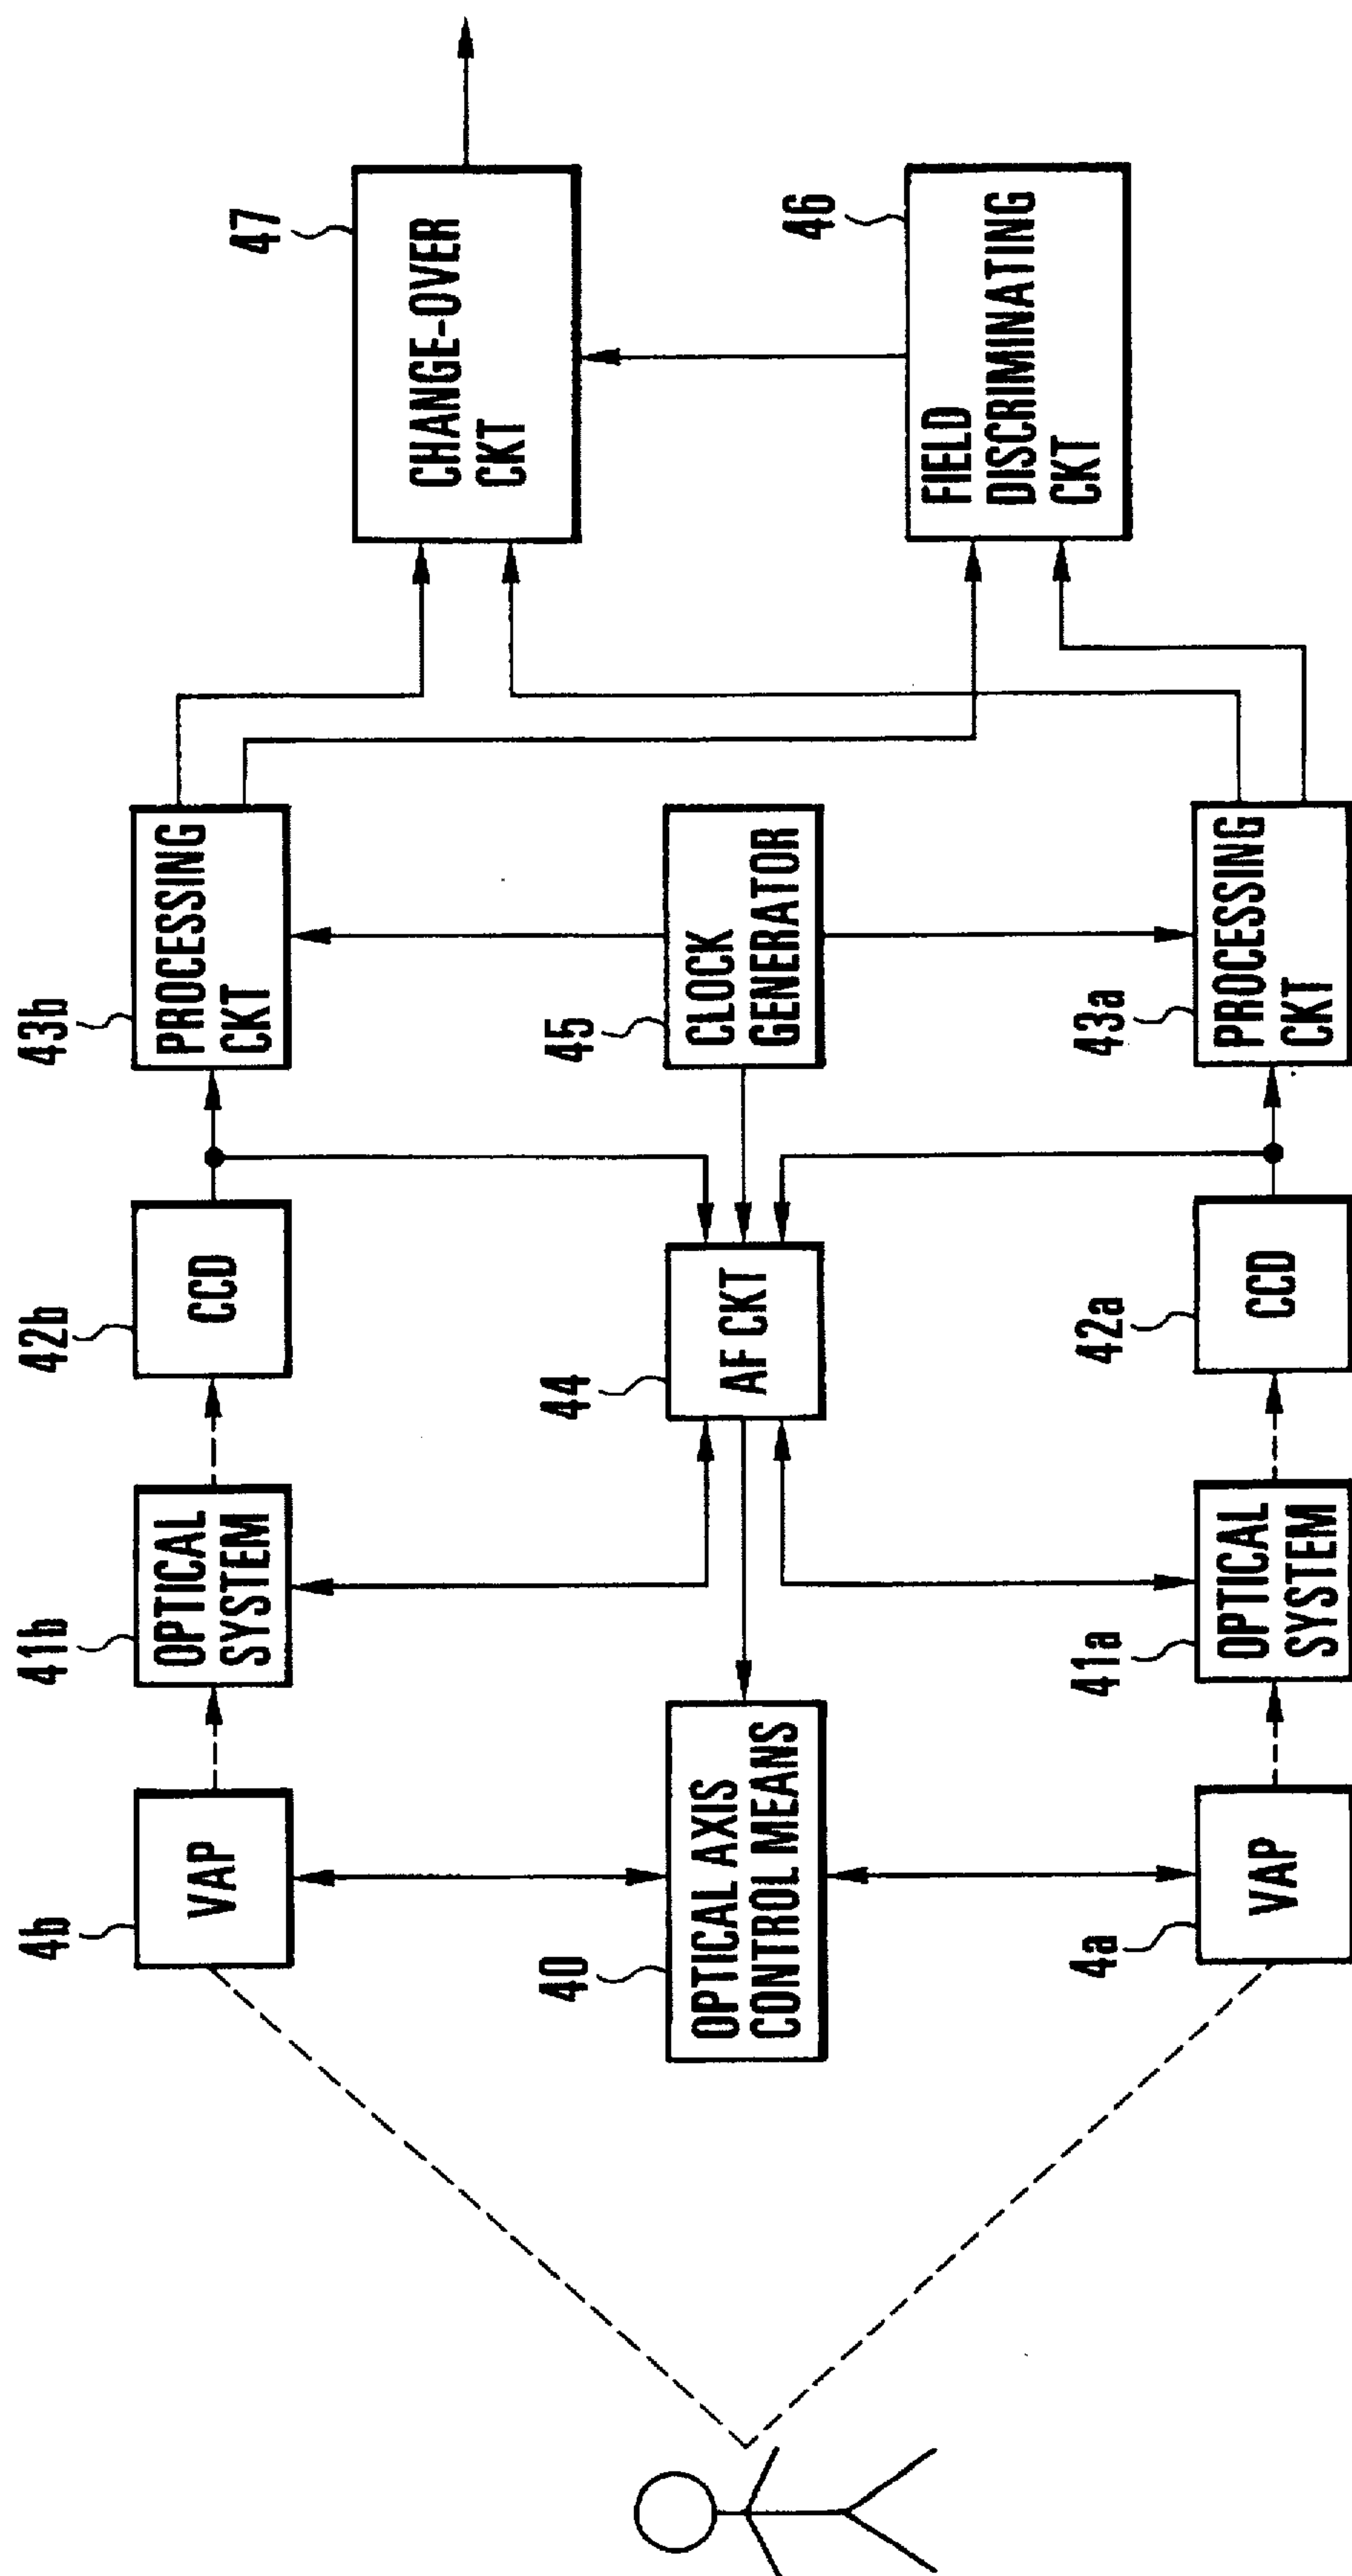 4b
VAP
41b
OPTICAL
SYSTEM
42b
CCD
43b
PROCESSING
CKT
47
CHANGE-OVER
CKT
40
OPTICAL AXIS
CONTROL MEANS
44
AF CKT
45
CLOCK
GENERATOR
46
FIELD
DISCRIMINATING
CKT
4a
VAP
41a
OPTICAL
SYSTEM
42a
CCD
43a
PROCESSING
CKT